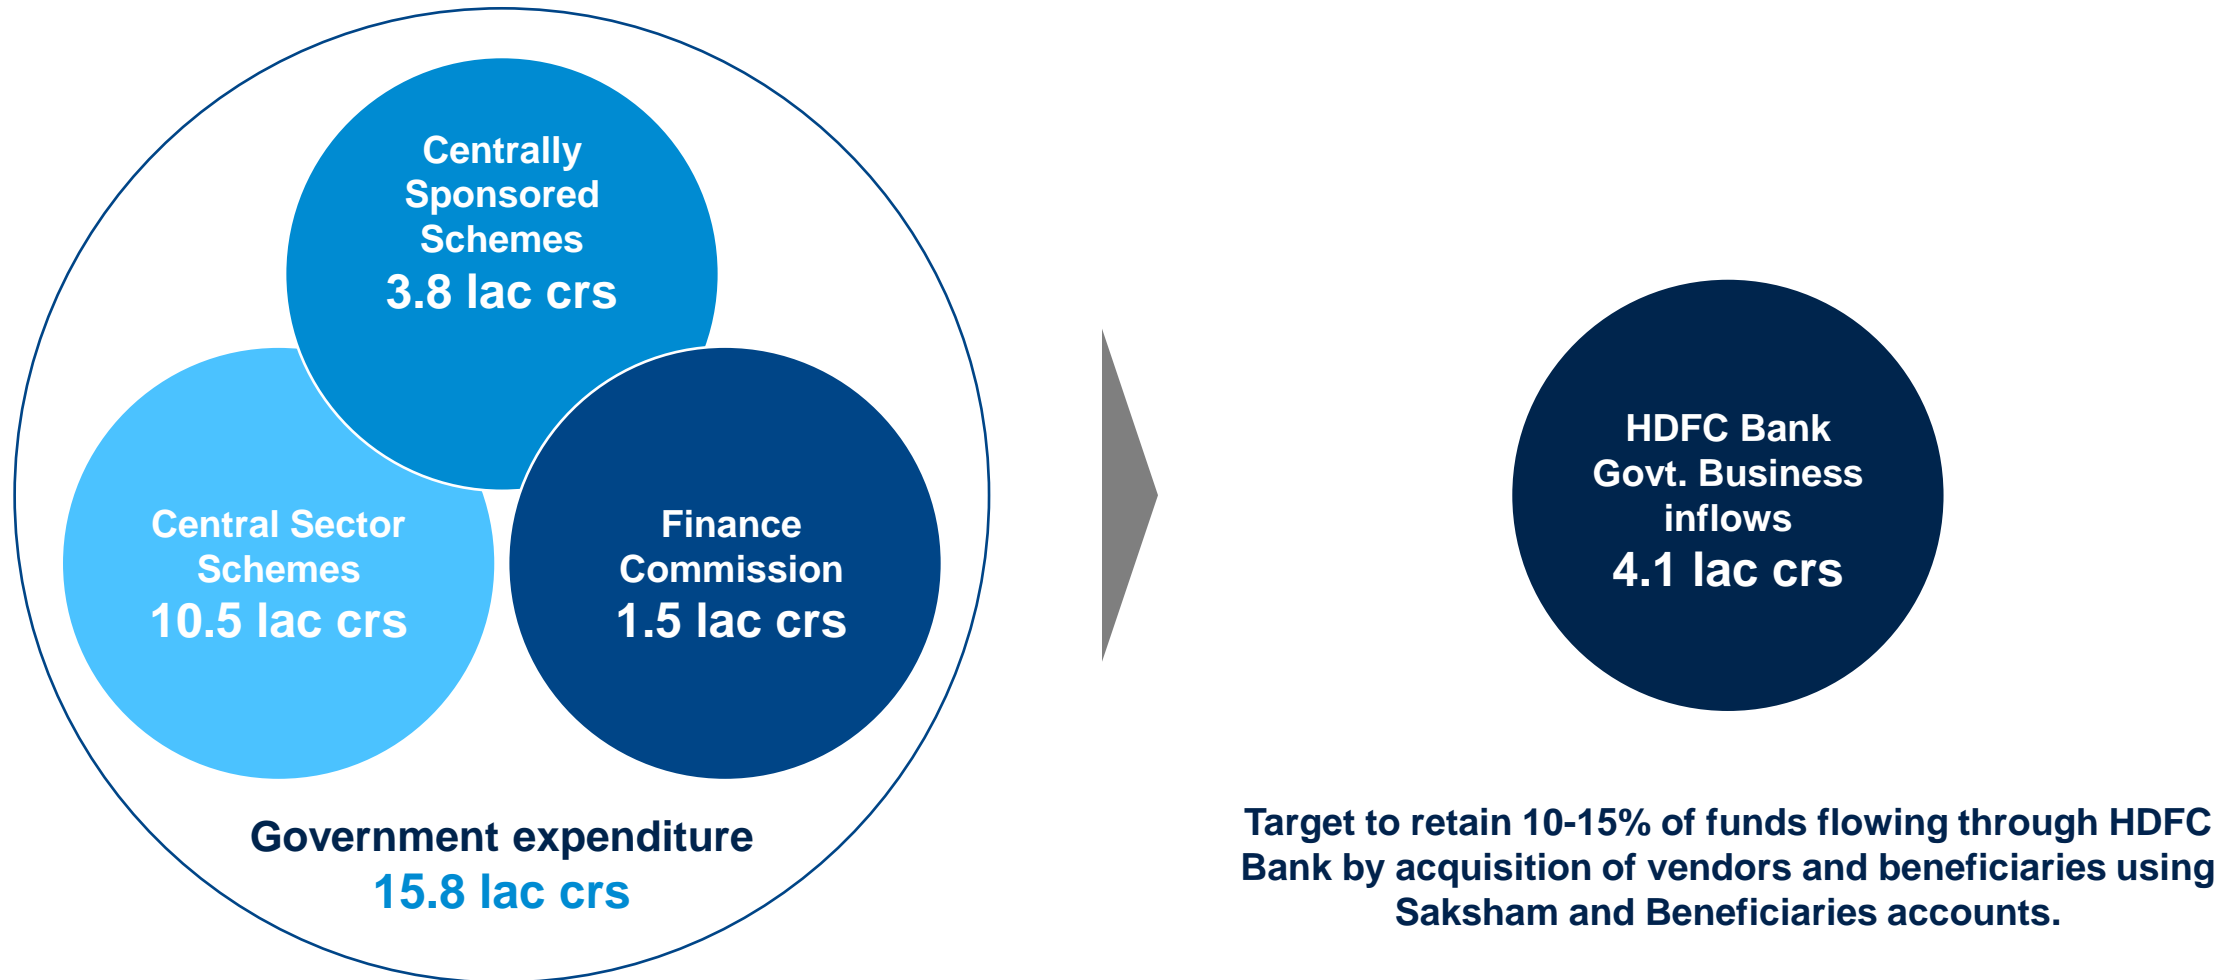 Centrally
Sponsored
Schemes
3.8 lac crs
Central Sector
Schemes
10.5 lac crs
Finance
Commission
1.5 lac crs
Government expenditure
15.8 lac crs
HDFC Bank
Govt. Business
inflows
4.1 lac crs
Target to retain 10-15% of funds flowing through HDFC
Bank by acquisition of vendors and beneficiaries using
Saksham and Beneficiaries accounts.